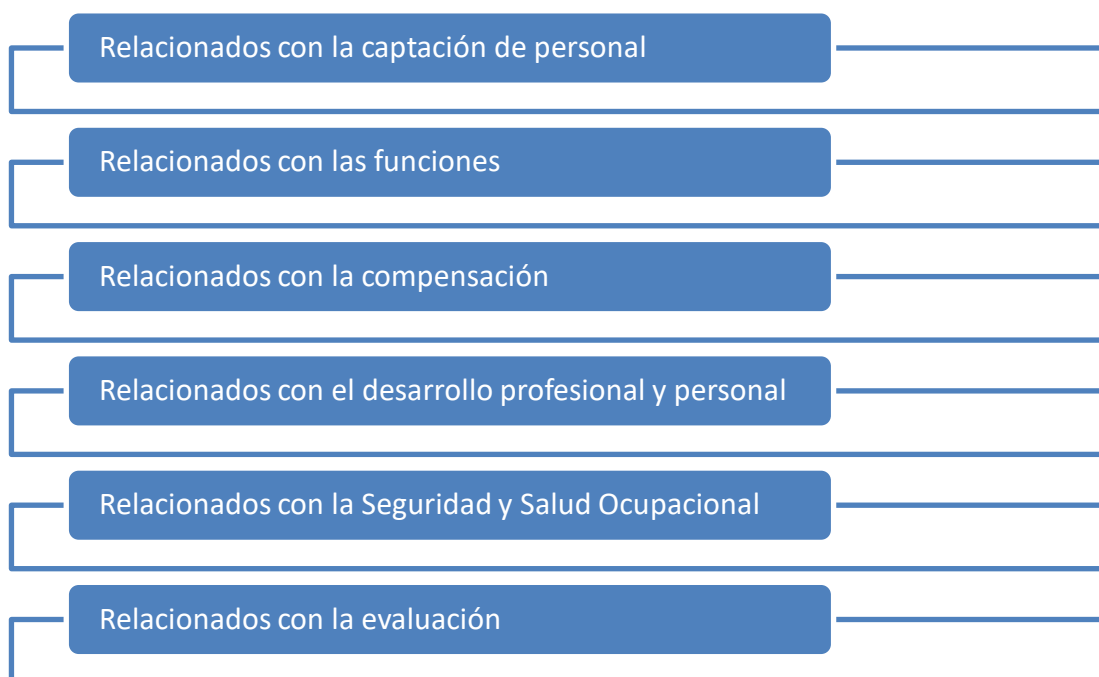 Relacionados con la captación de personal
Relacionados con las funciones
Relacionados con la compensación
Relacionados con el desarrollo profesional y personal
Relacionados con la Seguridad y Salud Ocupacional
Relacionados con la evaluación